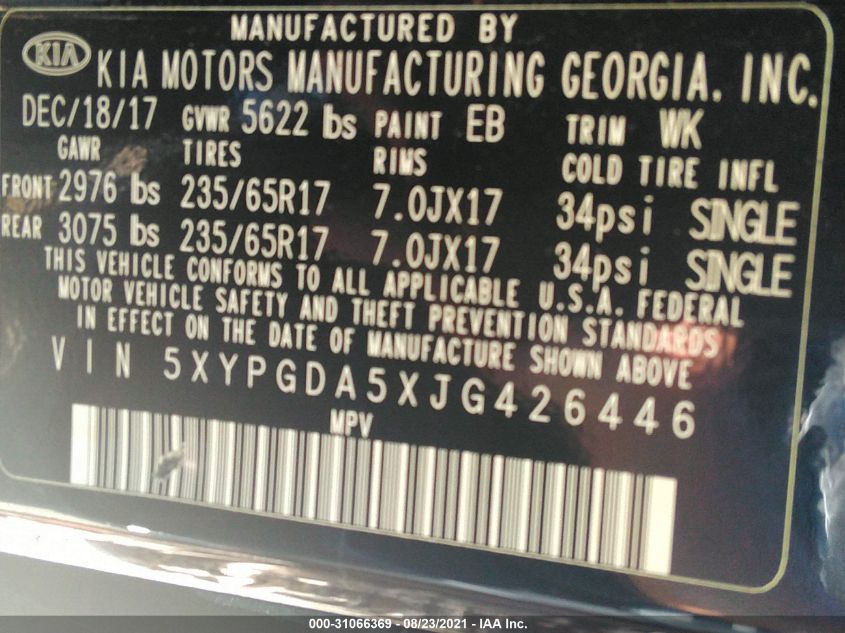 MANUFACTURED BY
KIA KIA MOTORS MANUFACTURING GEORGIA. INC.
DEC/18/17 GVWR 5622 bs PAINT EB TRIM WK
GAWR TIRES RIMS COLD TIRE INFL
FRONT 2976 bs 235/65R17 7.0JX17 34psi SINGLE
REAR 3075 bs 235/65R17 7.0JX17 34psi SINGLE
THIS VEHICLE CONFORMS TO ALL APPLICABLE U.S.A. FEDERAL
MOTOR VEHICLE SAFETY AND THEFT PREVENTION STANDARDS
IN EFFECT ON THE DATE OF MANUFACTURE SHOWN ABOVE
VIN 5XYPGDA5XJG426446
MPV
000-31066369 - 08/23/2021 - IAA Inc.